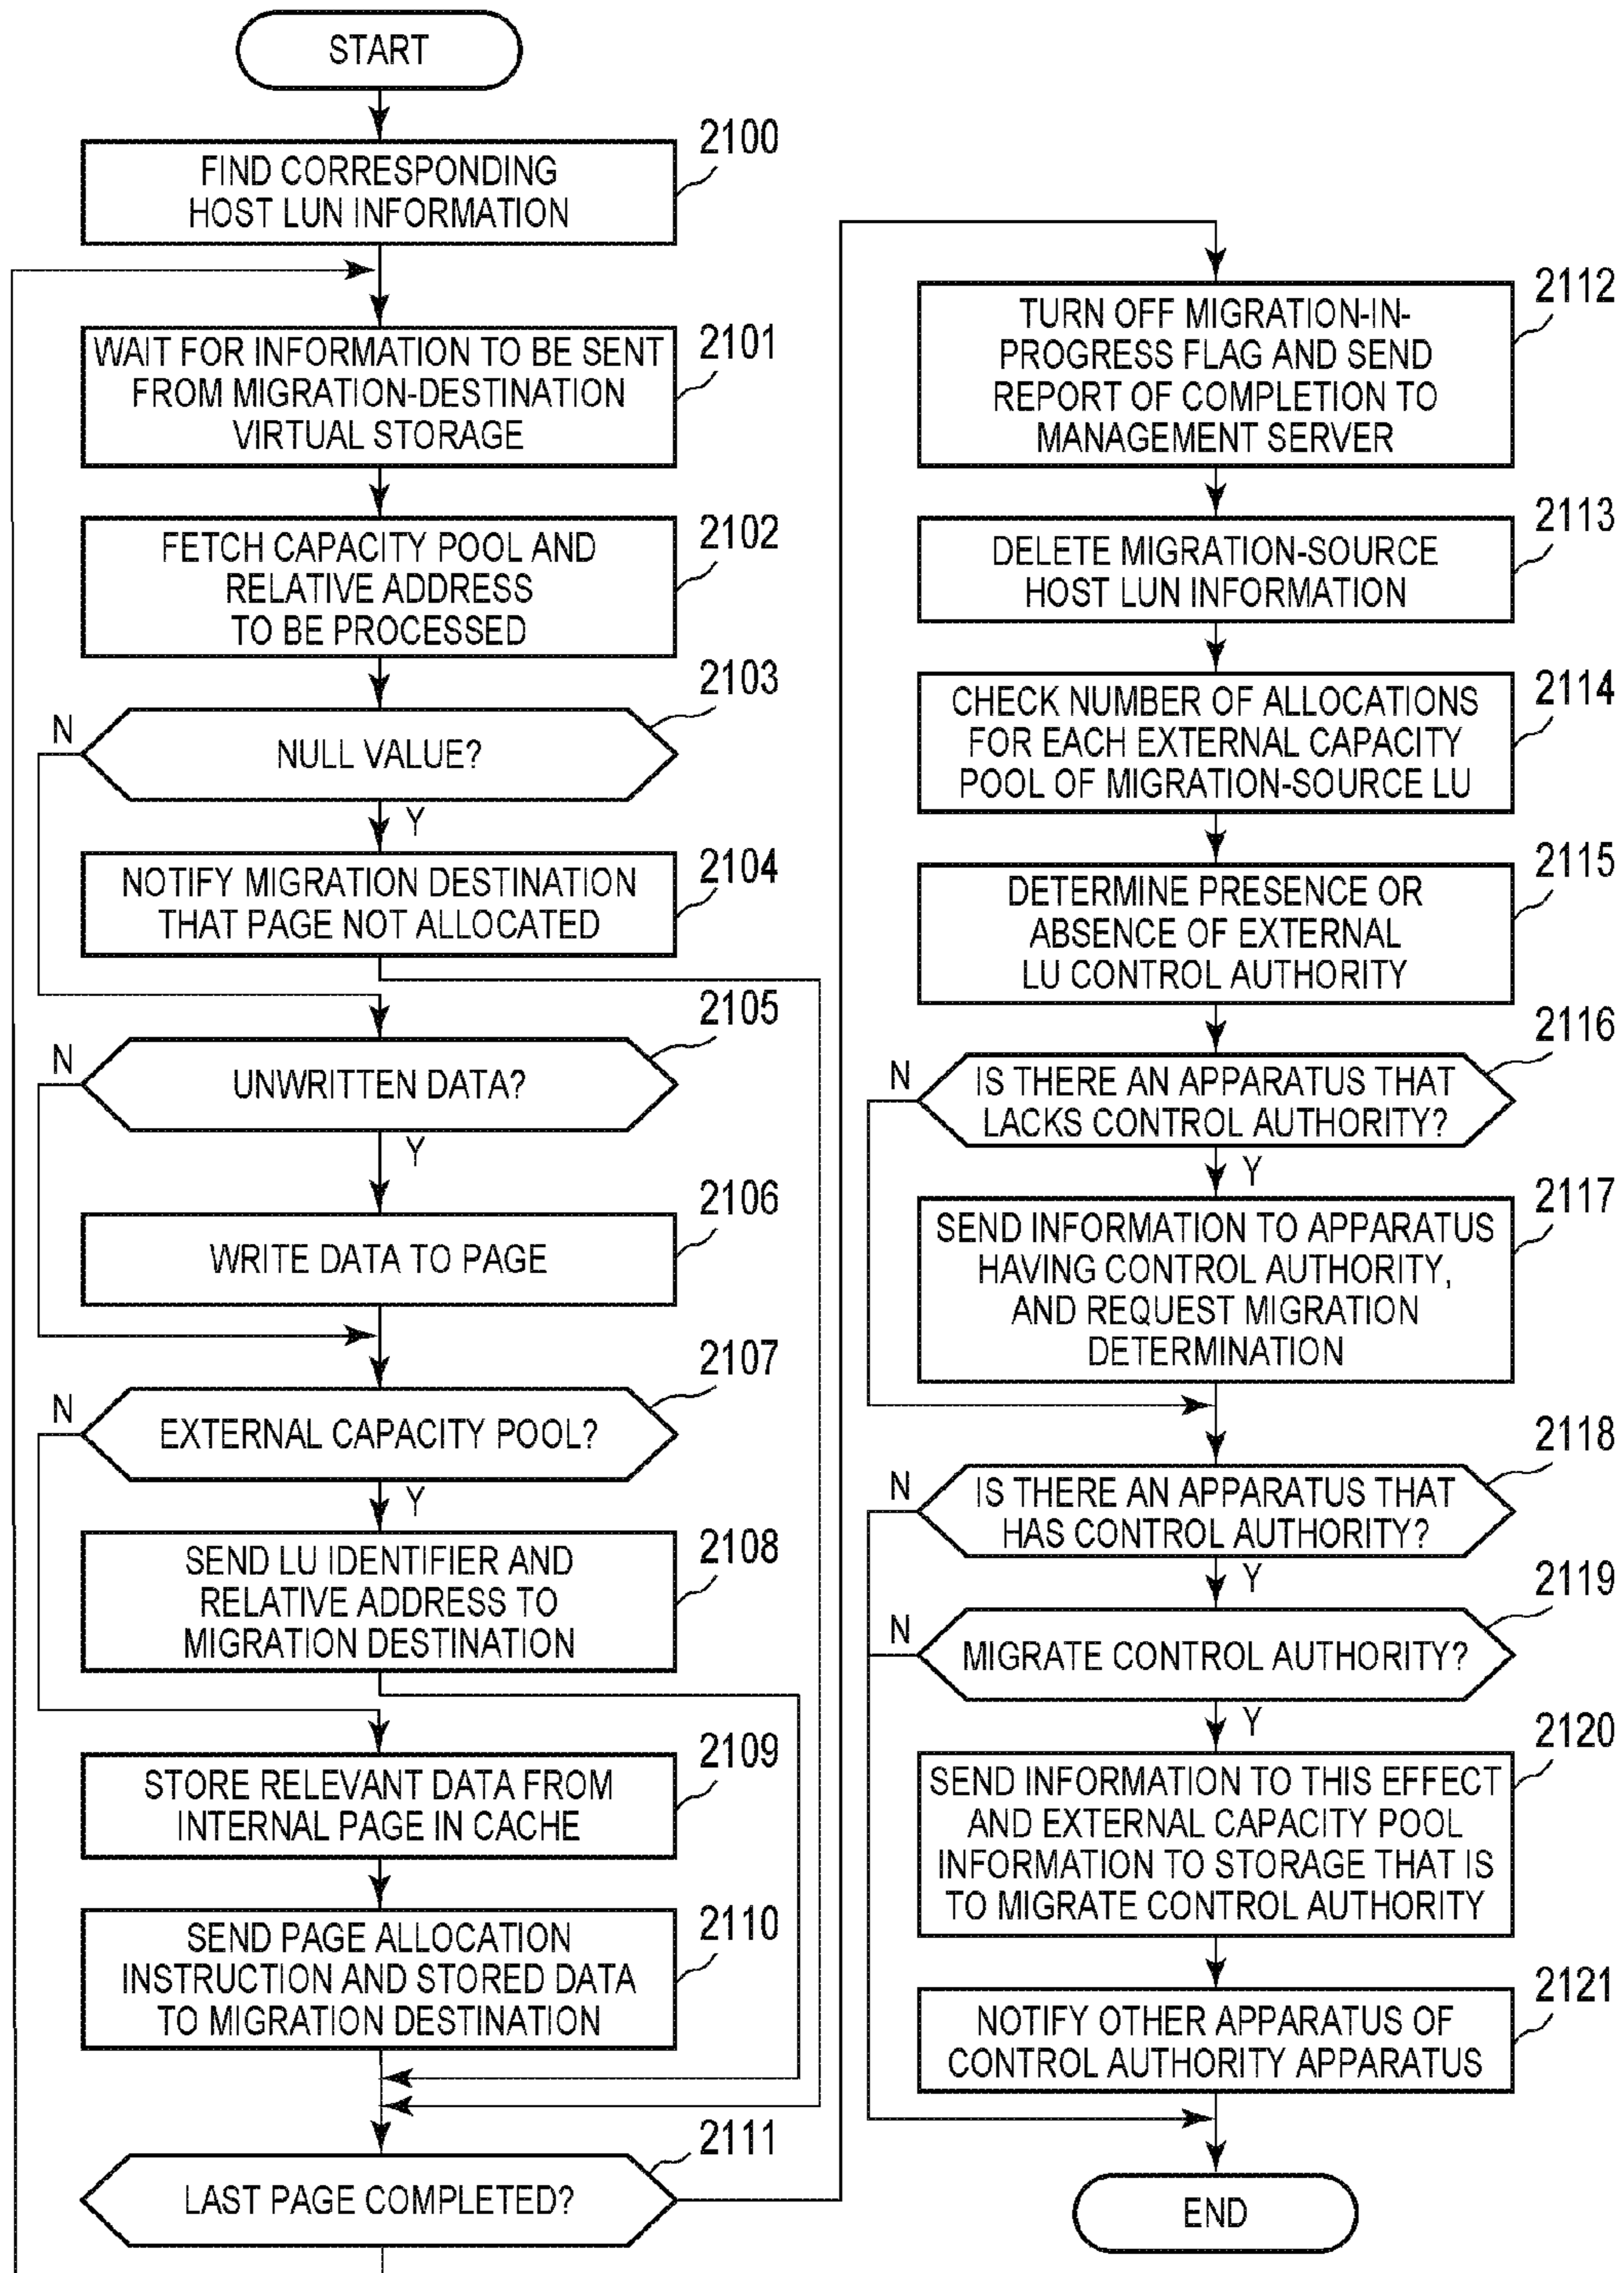 START
2100
FIND CORRESPONDING
HOST LUN INFORMATION
2101
WAIT FOR INFORMATION TO BE SENT
FROM MIGRATION-DESTINATION
VIRTUAL STORAGE
2102
FETCH CAPACITY POOL AND
RELATIVE ADDRESS
TO BE PROCESSED
2103
N
NULL VALUE?
Y
2104
NOTIFY MIGRATION DESTINATION
THAT PAGE NOT ALLOCATED
2105
N
UNWRITTEN DATA?
Y
2106
WRITE DATA TO PAGE
2107
N
EXTERNAL CAPACITY POOL?
Y
2108
SEND LU IDENTIFIER AND
RELATIVE ADDRESS TO
MIGRATION DESTINATION
2109
STORE RELEVANT DATA FROM
INTERNAL PAGE IN CACHE
2110
SEND PAGE ALLOCATION
INSTRUCTION AND STORED DATA
TO MIGRATION DESTINATION
2111
LAST PAGE COMPLETED?
2112
TURN OFF MIGRATION-IN-
PROGRESS FLAG AND SEND
REPORT OF COMPLETION TO
MANAGEMENT SERVER
2113
DELETE MIGRATION-SOURCE
HOST LUN INFORMATION
2114
CHECK NUMBER OF ALLOCATIONS
FOR EACH EXTERNAL CAPACITY
POOL OF MIGRATION-SOURCE LU
2115
DETERMINE PRESENCE OR
ABSENCE OF EXTERNAL
LU CONTROL AUTHORITY
2116
N
IS THERE AN APPARATUS THAT
LACKS CONTROL AUTHORITY?
Y
2117
SEND INFORMATION TO APPARATUS
HAVING CONTROL AUTHORITY,
AND REQUEST MIGRATION
DETERMINATION
2118
N
IS THERE AN APPARATUS THAT
HAS CONTROL AUTHORITY?
Y
2119
N
MIGRATE CONTROL AUTHORITY?
Y
2120
SEND INFORMATION TO THIS EFFECT
AND EXTERNAL CAPACITY POOL
INFORMATION TO STORAGE THAT IS
TO MIGRATE CONTROL AUTHORITY
2121
NOTIFY OTHER APPARATUS OF
CONTROL AUTHORITY APPARATUS
END